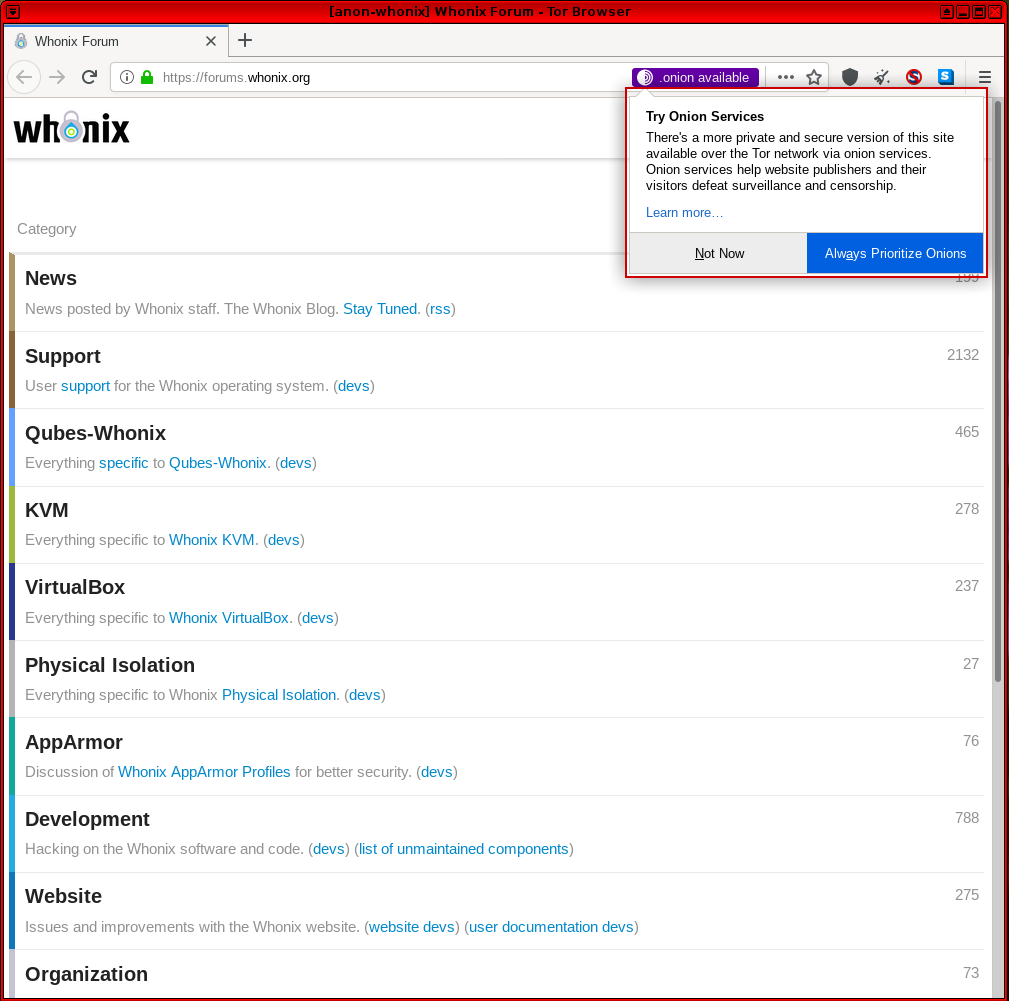 [anon-whonix] Whonix Forum - Tor Browser
Whonix Forum
https://forums.whonix.org
.onion available
S
S
whonix
Try Onion Services
There's a more private and secure version of this site
available over the Tor network via onion services.
Onion services help website publishers and their
visitors defeat surveillance and censorship.
Learn more…
Not Now
Always Prioritize Onions
Category
News
199
News posted by Whonix staff. The Whonix Blog. Stay Tuned. (rss)
Support
2132
User support for the Whonix operating system. (devs)
Qubes-Whonix
465
Everything specific to Qubes-Whonix. (devs)
KVM
278
Everything specific to Whonix KVM. (devs)
VirtualBox
237
Everything specific to Whonix VirtualBox. (devs)
Physical Isolation
27
Everything specific to Whonix Physical Isolation. (devs)
AppArmor
76
Discussion of Whonix AppArmor Profiles for better security. (devs)
Development
788
Hacking on the Whonix software and code. (devs) (list of unmaintained components)
Website
275
Issues and improvements with the Whonix website. (website devs) (user documentation devs)
Organization
73